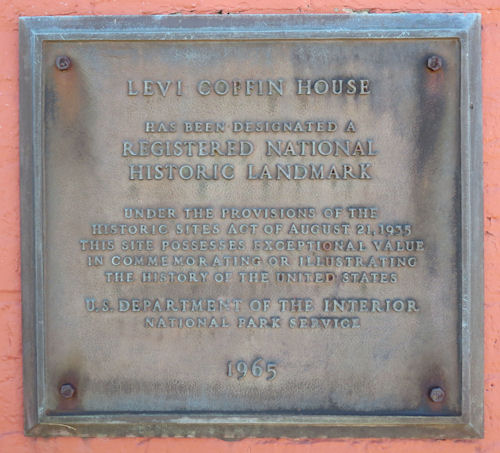 LEVI COFFIN HOUSE
HAS BEEN DESIGNATED A
REGISTERED NATIONAL
HISTORIC LANDMARK
UNDER THE PROVISIONS OF THE
HISTORIC SITES ACT OF AUGUST 21, 1935
THIS SITE POSSESSES EXCEPTIONAL VALUE
IN COMMEMORATING OR ILLUSTRATING
THE HISTORY OF THE UNITED STATES
U.S. DEPARTMENT OF THE INTERIOR
NATIONAL PARK SERVICE
1965